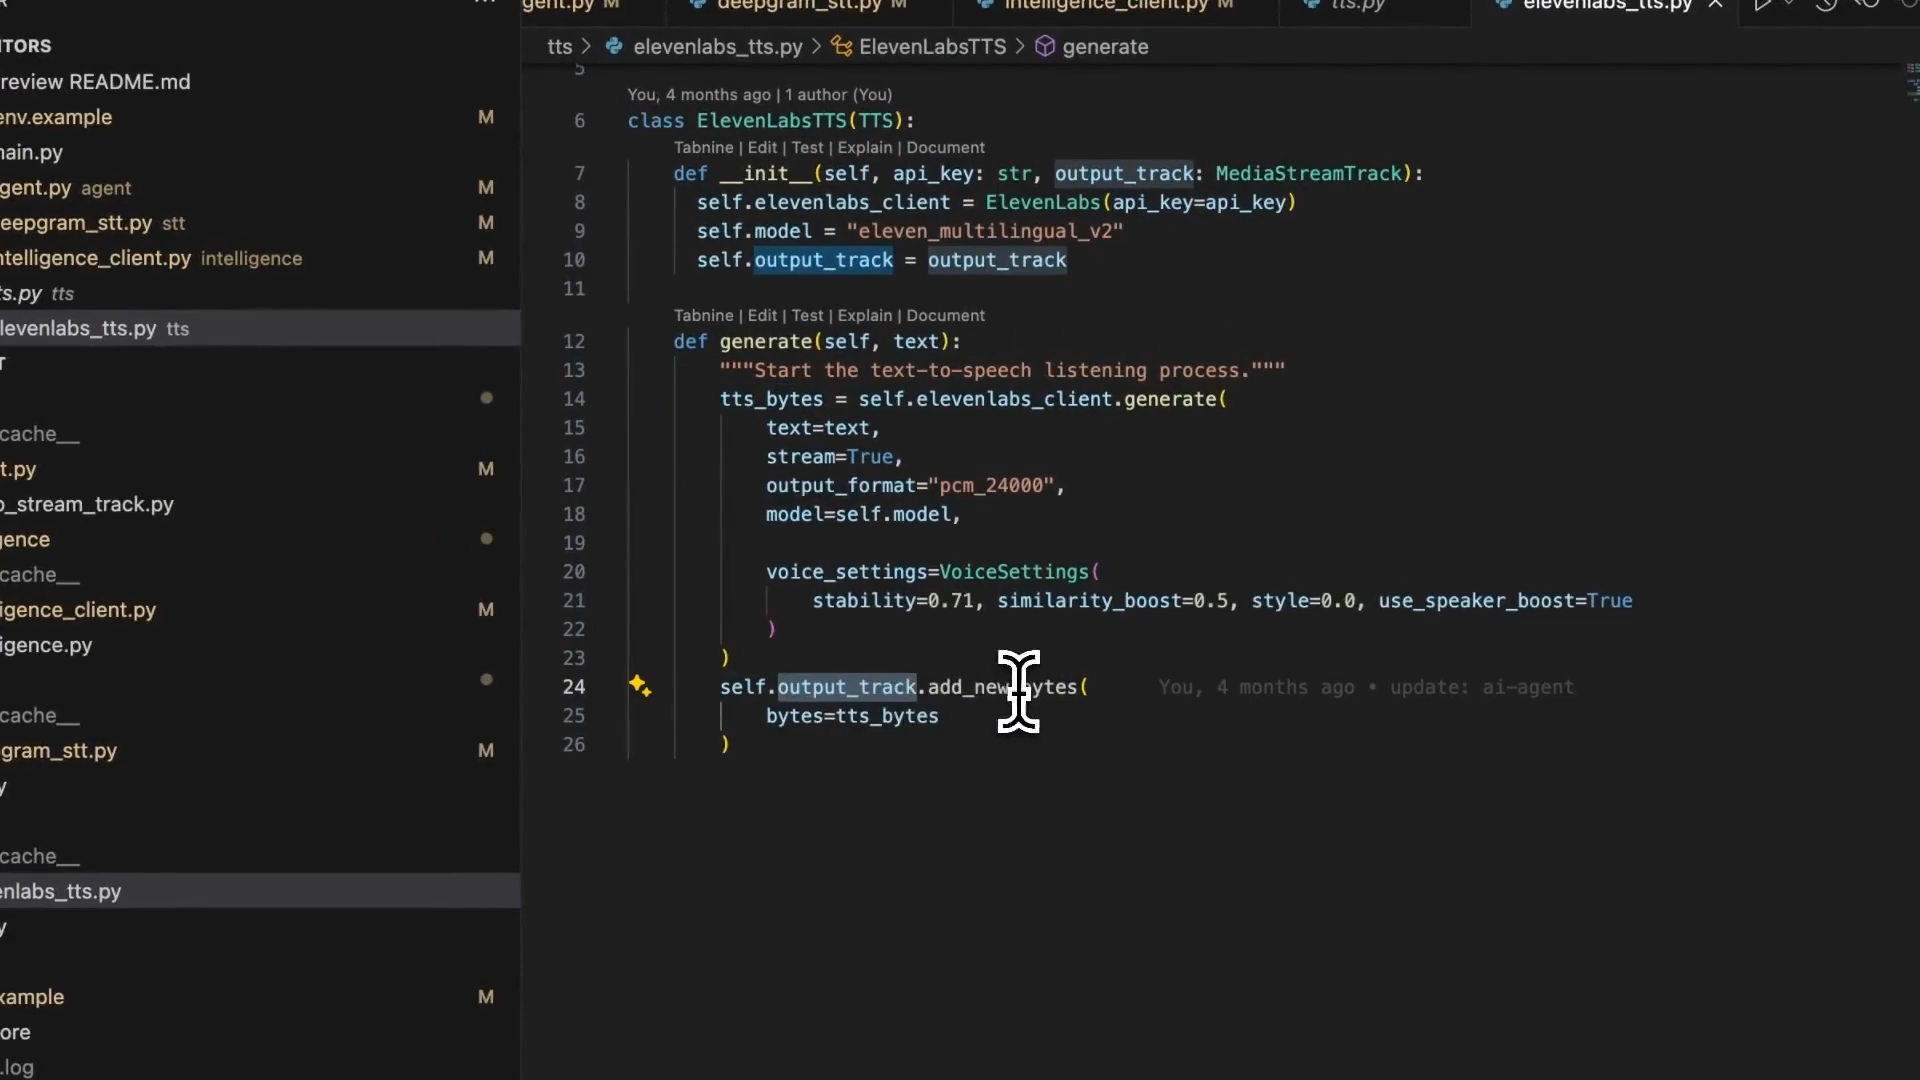 gent.py M
deepgram_stt.py M
intelligence_client.py M
tts.py
elevenlabs_tts.py
ITORS
review README.md
env.example M
nain.py
gent.py agent M
eepgram_stt.py stt M
ntelligence_client.py intelligence M
ts.py tts
levenlabs_tts.py tts
T
cache__
t.py M
o_stream_track.py
gence
cache__
igence_client.py M
igence.py
cache__
gram_stt.py M
y
cache__
enlabs_tts.py
y
xample M
ore
.log
tts > elevenlabs_tts.py > ElevenLabsTTS > generate
5
You, 4 months ago | 1 author (You)
6 class ElevenLabsTTS(TTS):
Tabnine | Edit | Test | Explain | Document
7 def __init__(self, api_key: str, output_track: MediaStreamTrack):
8 self.elevenlabs_client = ElevenLabs(api_key=api_key)
9 self.model = "eleven_multilingual_v2"
10 self.output_track = output_track
11
Tabnine | Edit | Test | Explain | Document
12 def generate(self, text):
13 """Start the text-to-speech listening process."""
14 tts_bytes = self.elevenlabs_client.generate(
15 text=text,
16 stream=True,
17 output_format="pcm_24000",
18 model=self.model,
19
20 voice_settings=VoiceSettings(
21 stability=0.71, similarity_boost=0.5, style=0.0, use_speaker_boost=True
22 )
23 )
24 self.output_track.add_new_bytes( You, 4 months ago • update: ai-agent
25 bytes=tts_bytes
26 )